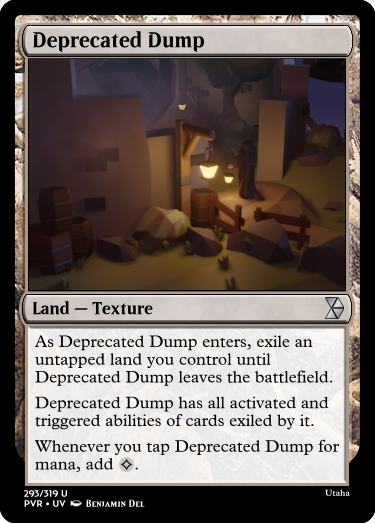 Deprecated Dump
Land — Texture
As Deprecated Dump enters, exile an
untapped land you control until
Deprecated Dump leaves the battlefield.
Deprecated Dump has all activated and
triggered abilities of cards exiled by it.
Whenever you tap Deprecated Dump for
mana, add.
293/319 U
PVR • UV Benjamin Del
Utaha